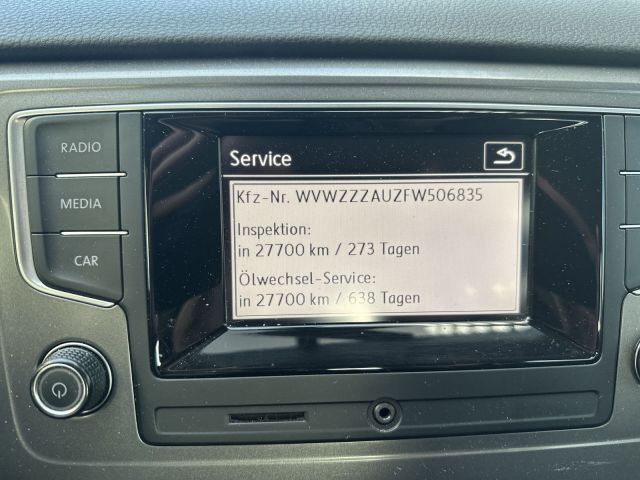 RADIO
MEDIA
CAR
Service
Kfz-Nr. WVWZZZAUZFW506835
Inspektion:
in 27700 km / 273 Tagen
Ölwechsel-Service:
in 27700 km / 638 Tagen